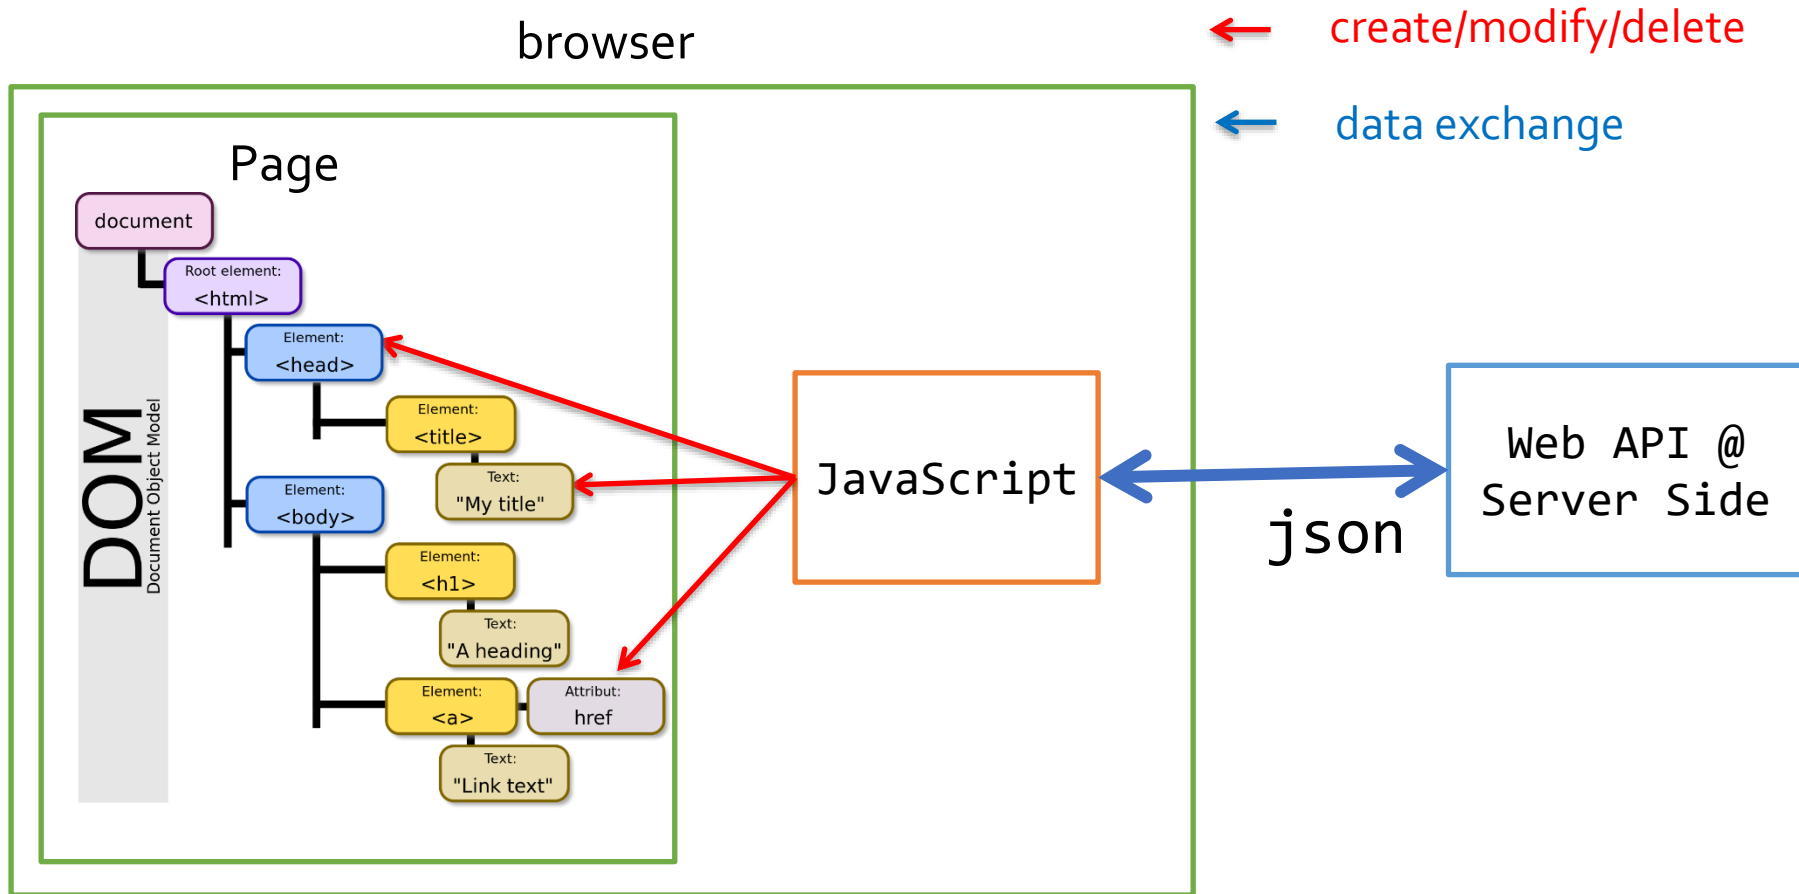 browser
create/modify/delete
data exchange
Page
document
Root element:
<html>
Element:
<head>
Element:
<title>
Text:
"My title"
Element:
<body>
Element:
<h1>
Text:
"A heading"
Element:
<a>
Attribut:
href
Text:
"Link text"
DOM
Document Object Model
JavaScript
json
Web API @
Server Side